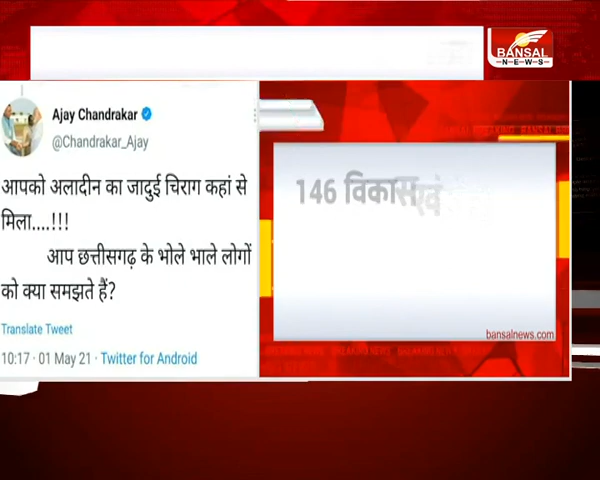 BANSAL
NEWS
Ajay Chandrakar
@Chandrakar_Ajay
आपको अलादीन का जादुई चिराग कहां से
मिला....!!!
आप छत्तीसगढ़ के भोले भाले लोगों
को क्या समझते हैं?
Translate Tweet
10:17 · 01 May 21 · Twitter for Android
146 विकास
bansalnews.com